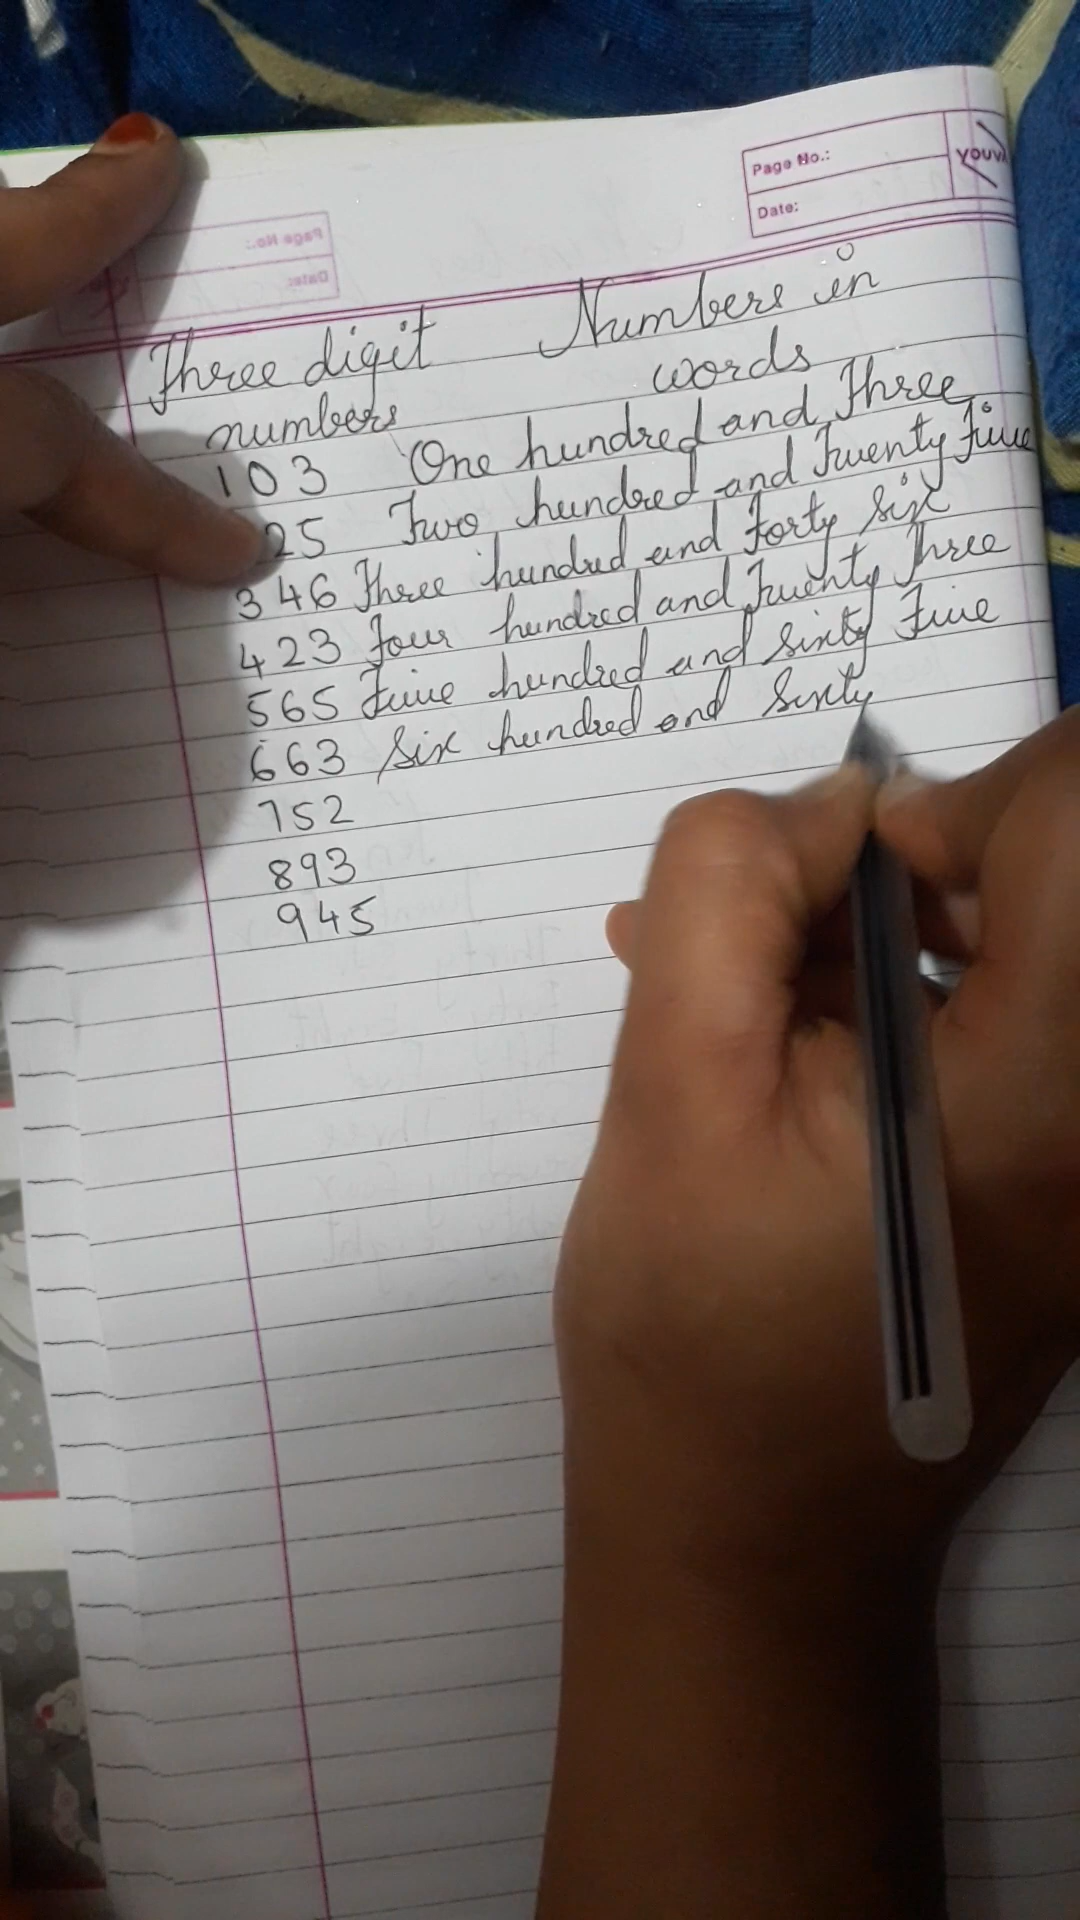 Page No.:
Date:
YOUVA
Three digit numbers Numbers in words
103 One hundred and Three
25 Two hundred and Twenty Five
346 Three hundred and Forty Six
423 Four hundred and Twenty Three
565 Five hundred and sixty Five
663 Six hundred and Sixty
752
893
945